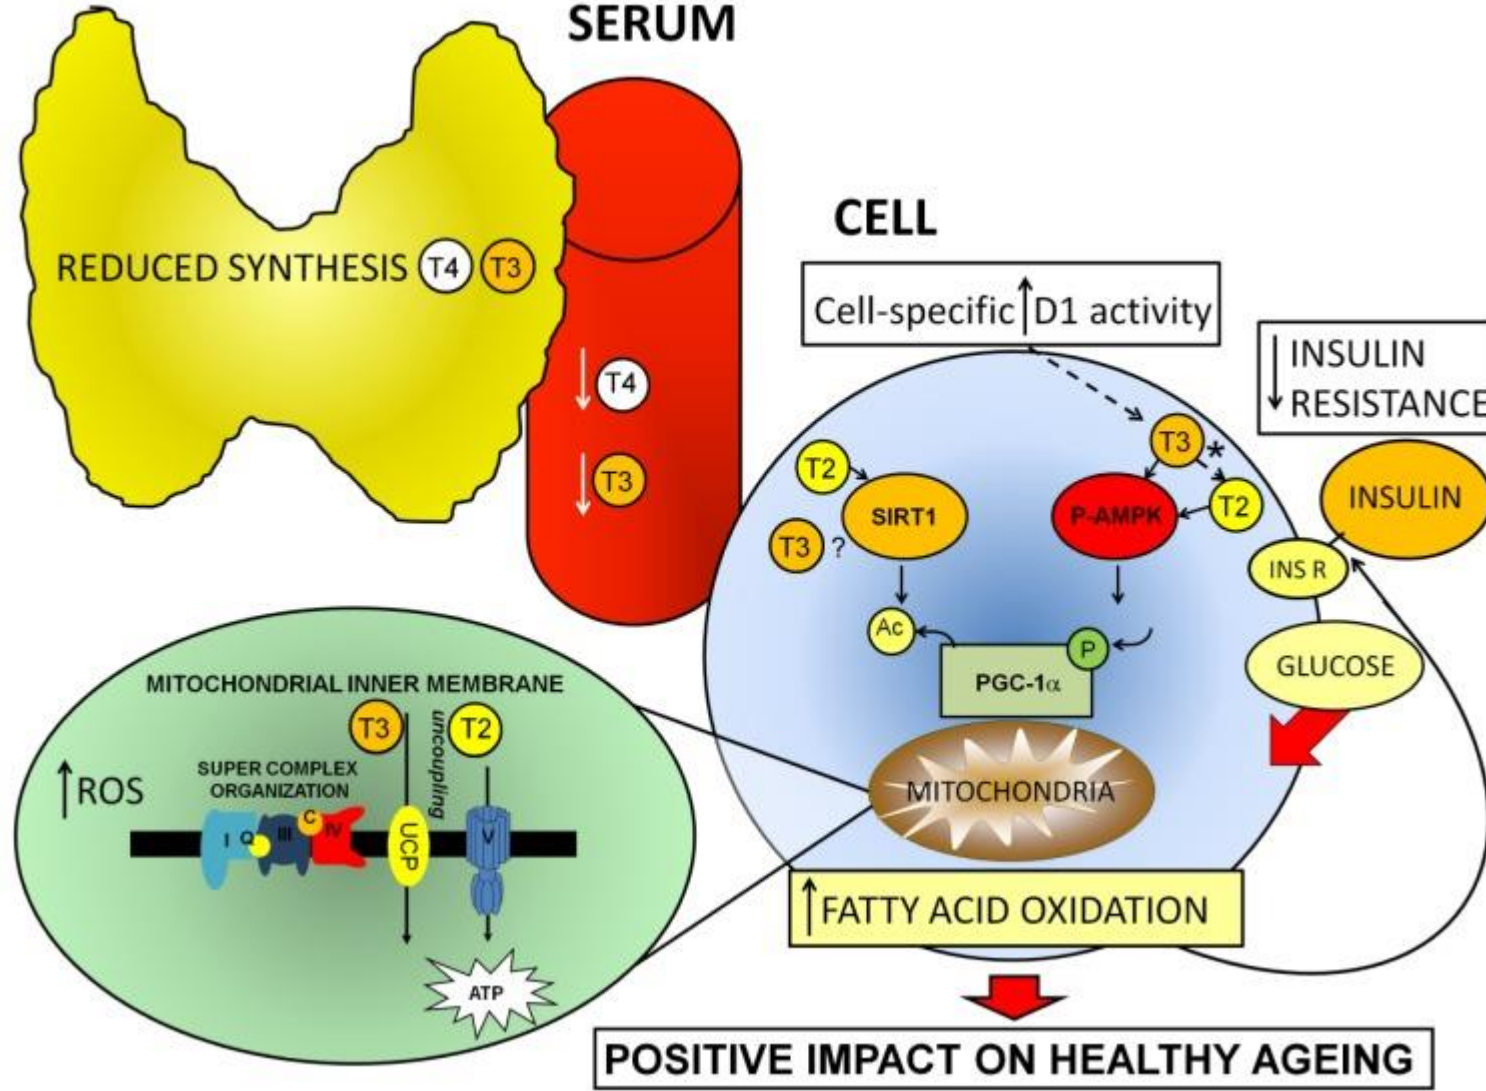 SERUM
REDUCED SYNTHESIS T4 T3
↓ T4
↓ T3
CELL
Cell-specific ↑ D1 activity
↓ INSULIN
RESISTANCE
T3 *
T2
T2
SIRT1
P-AMPK
T3 ?
INSULIN
INS R
Ac
P
PGC-1α
GLUCOSE
MITOCHONDRIA
↑ FATTY ACID OXIDATION
MITOCHONDRIAL INNER MEMBRANE
T3
uncoupling
T2
↑ ROS
SUPER COMPLEX
ORGANIZATION
I Q III C IV
UCP
V
ATP
POSITIVE IMPACT ON HEALTHY AGEING